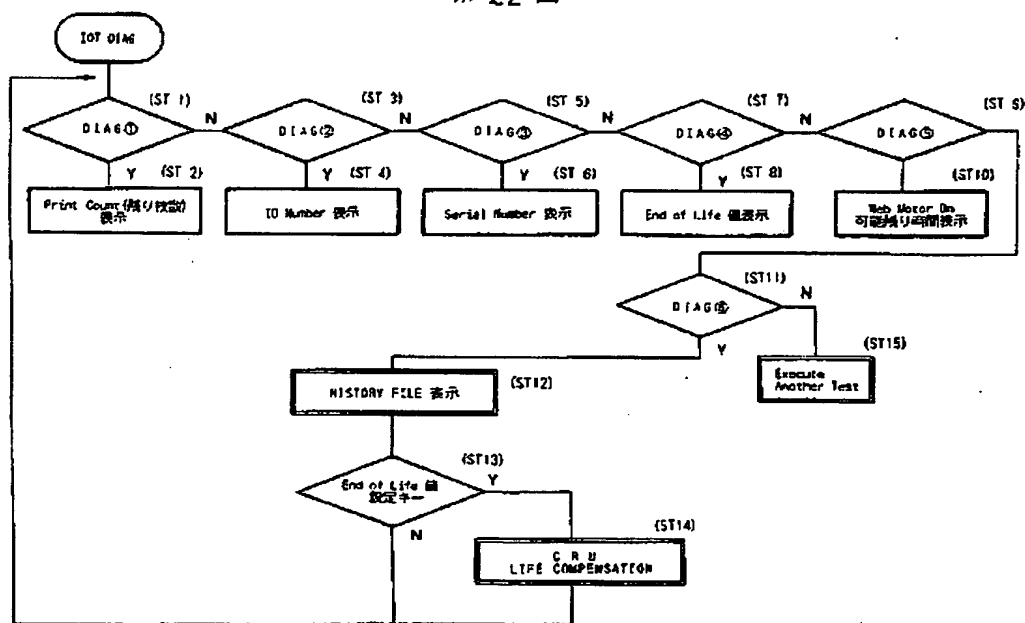 第 22 図
IOT DIAG
(ST 1)
DIAG①
N
Y
(ST 2)
Print Count(残り枚数)
表示
(ST 3)
DIAG②
N
Y
(ST 4)
ID Number 表示
(ST 5)
DIAG③
N
Y
(ST 6)
Serial Number 表示
(ST 7)
DIAG④
N
Y
(ST 8)
End of Life 値表示
(ST 9)
DIAG⑤
(ST10)
Web Motor On
可能残り時間表示
(ST11)
DIAG⑥
N
Y
(ST15)
Execute
Another Test
(ST12)
HISTORY FILE 表示
(ST13)
End of Life 値
設定キー
Y
N
(ST14)
C R U
LIFE COMPENSATION